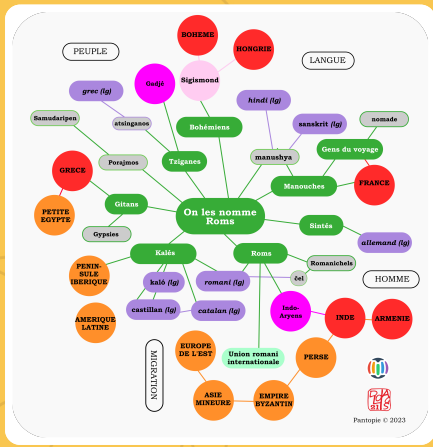 BOHEME
HONGRIE
PEUPLE
LANGUE
Sigismond
Gadjé
grec (lg)
hindi (lg)
Samudaripen
atsinganos
Bohémiens
sanskrit (lg)
nomade
Porajmos
Tziganes
manushya
Gens du voyage
GRECE
Manouches
FRANCE
Gitans
On les nomme
Roms
PETITE
EGYPTE
Gypsies
Sintés
allemand (lg)
Kalés
Roms
Romanichels
PENIN-
SULE
IBERIQUE
kaló (lg)
romani (lg)
čel
HOMME
castillan (lg)
catalan (lg)
Indo-
Aryens
INDE
ARMENIE
AMERIQUE
LATINE
MIGRATION
EUROPE
DE L'EST
Union romani
internationale
PERSE
ASIE
MINEURE
EMPIRE
BYZANTIN
Pantopie © 2023